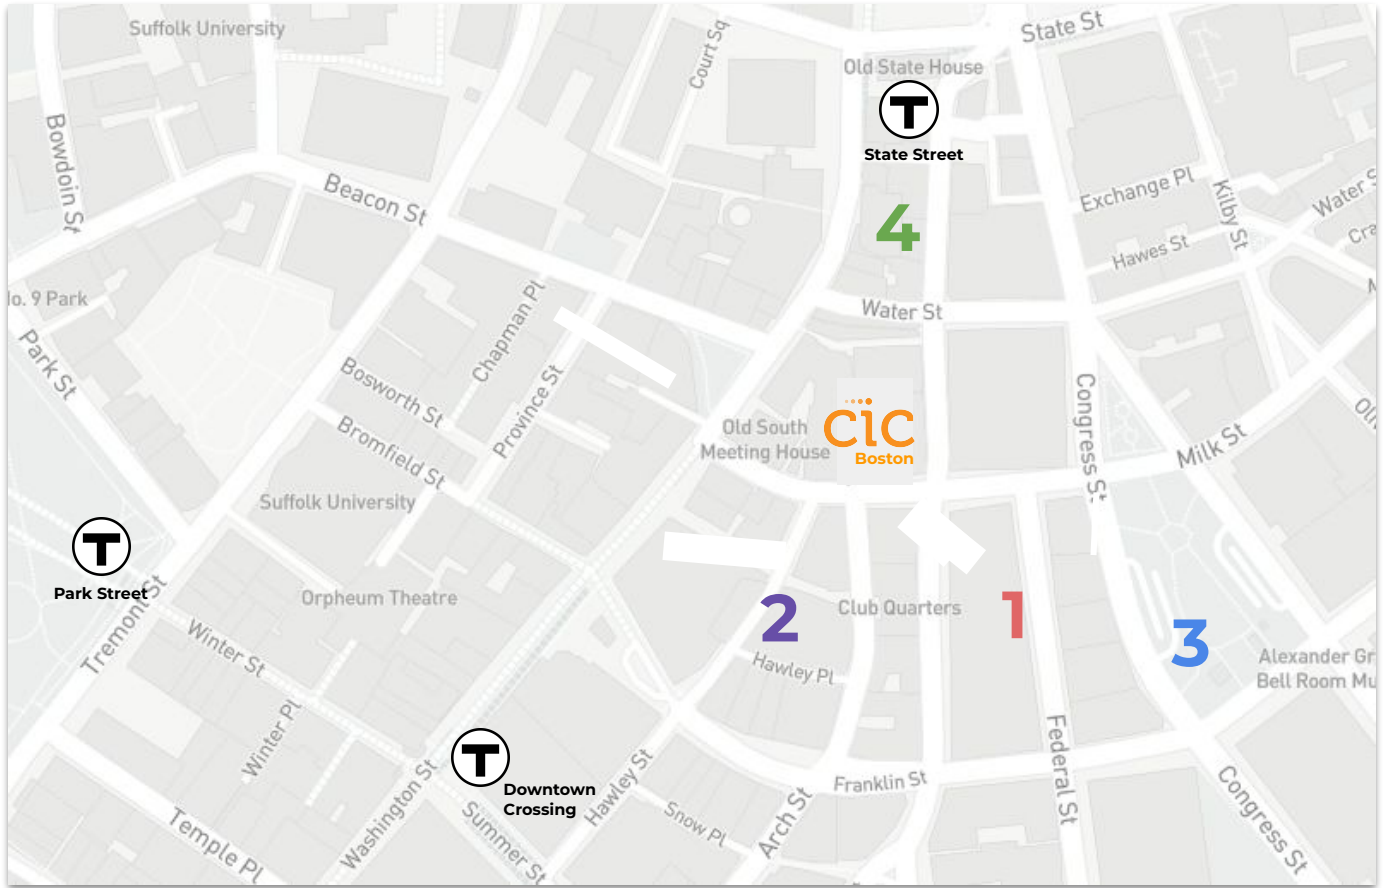 Suffolk University
Court Sq
State St
Old State House
T
State Street
Bowdoin St
Beacon St
Exchange Pl
Kilby St
Water S
Cra
4
Hawes St
lo. 9 Park
Chapman Pl
Water St
Park St
Bosworth St
Province St
Congress St
Old South
Meeting House
cic
Boston
Bromfield St
Milk St
Suffolk University
T
Park Street
Orpheum Theatre
Tremont St
2
Club Quarters
1
3
Winter St
Hawley Pl
Alexander Gr
Bell Room Mu
Winter Pl
T
Downtown
Crossing
Hawley St
Franklin St
Federal St
Washington St
Summer St
Snow Pl
Arch St
Congress St
Temple Pl